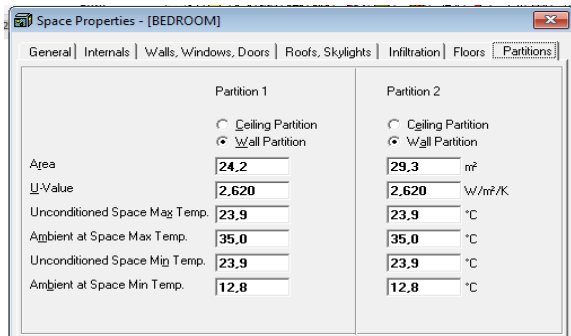 Space Properties - [BEDROOM]
General Internals Walls, Windows, Doors Roofs, Skylights Infiltration Floors Partitions
Partition 1 Partition 2
Ceiling Partition Ceiling Partition
Wall Partition Wall Partition
Area 24,2 29,3 m²
U-Value 2,620 2,620 W/m²/K
Unconditioned Space Max Temp. 23,9 23,9 °C
Ambient at Space Max Temp. 35,0 35,0 °C
Unconditioned Space Min Temp. 23,9 23,9 °C
Ambient at Space Min Temp. 12,8 12,8 °C